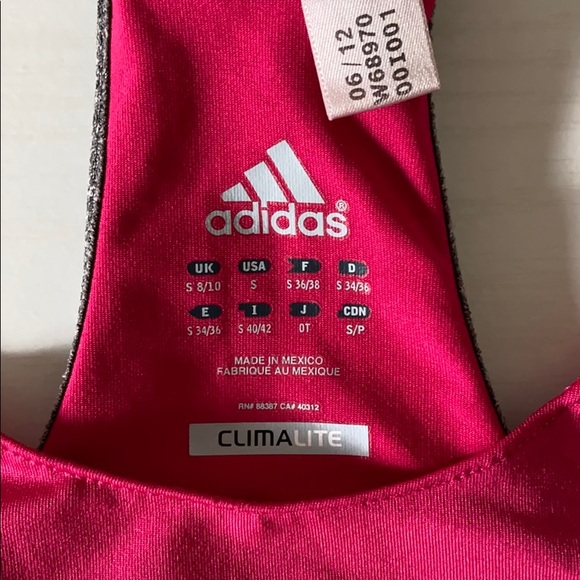 06/12
W68970
00I001
adidas®
UK USA F D
S 8/10 S S 36/38 S 34/36
E I J CDN
S 34/36 S 40/42 OT S/P
MADE IN MEXICO
FABRIQUÉ AU MEXIQUE
RN# 88387 CA# 40312
CLIMALITE